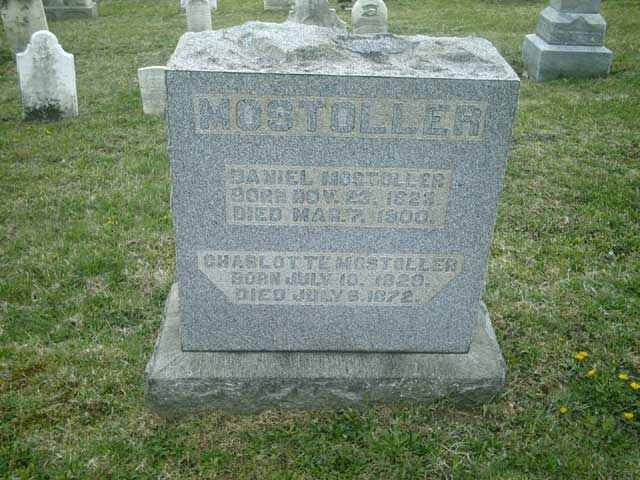 MOSTOLLER
DANIEL MOSTOLLER
BORN NOV. 23. 1823.
DIED MAR. 7. 1900.
CHARLOTTE MOSTOLLER
BORN JULY 10. 1820.
DIED JULY 6. 1872.